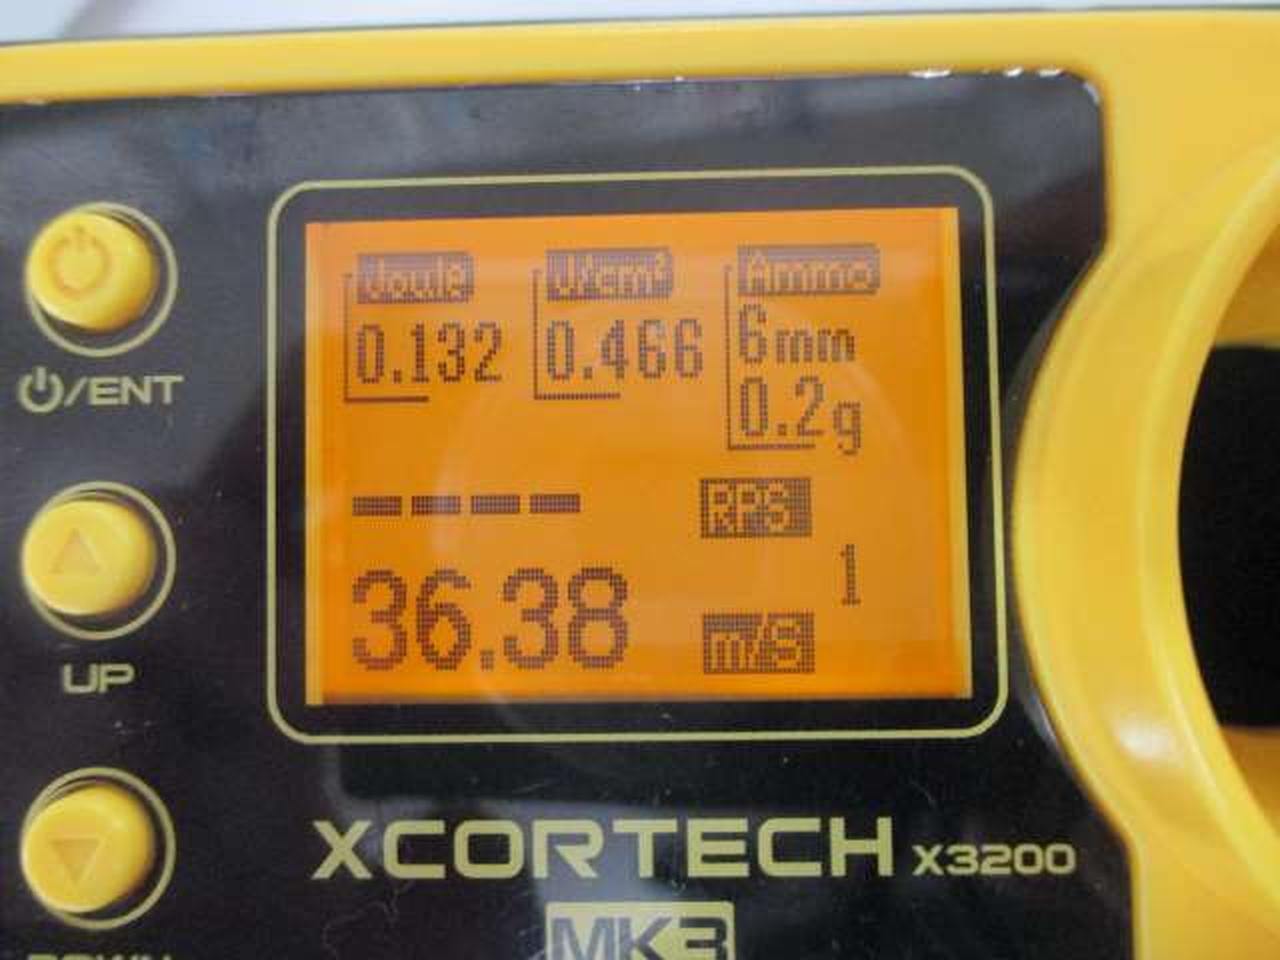 Joule J/cm² Ammo
0.132 0.466 6mm
0.2g
---- RPS
1
36.38 m/S
⏻/ENT
UP
DOWN
XCORTECH X3200
MK3